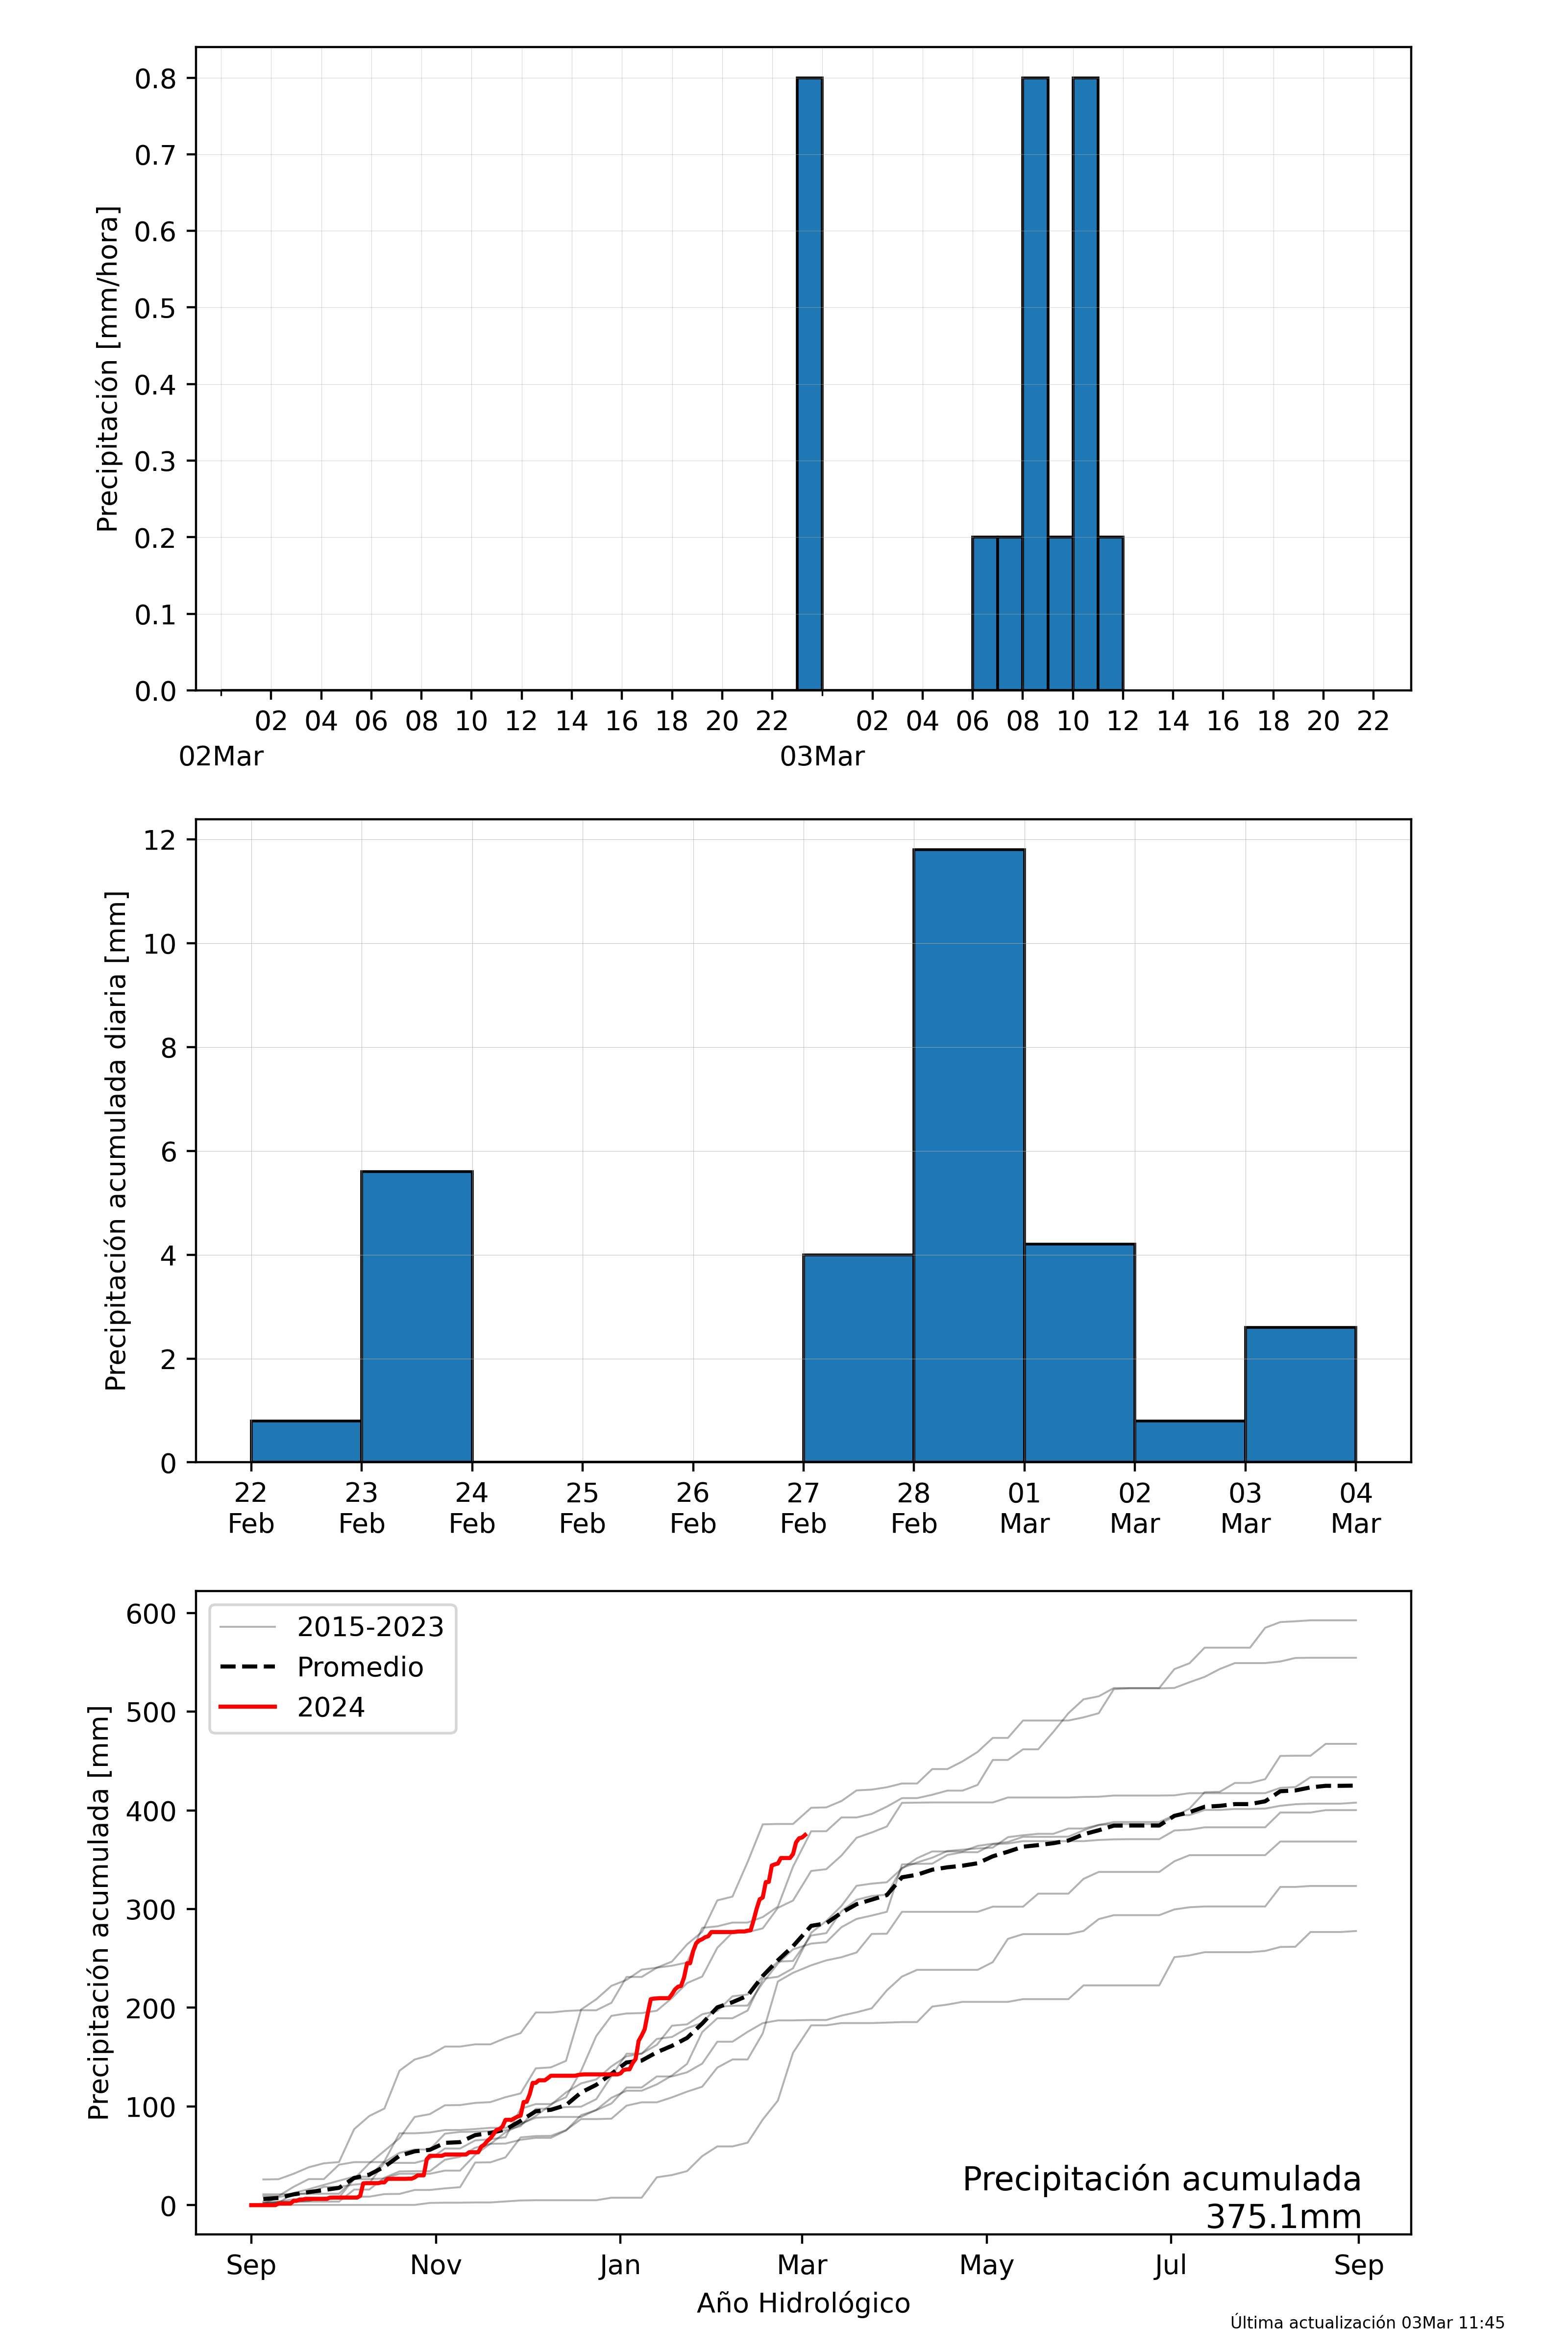 Precipitación [mm/hora]
0.8
0.7
0.6
0.5
0.4
0.3
0.2
0.1
0.0
02 04 06 08 10 12 14 16 18 20 22 02 04 06 08 10 12 14 16 18 20 22
02Mar 03Mar
Precipitación acumulada diaria [mm]
12
10
8
6
4
2
0
22 23 24 25 26 27 28 01 02 03 04
Feb Feb Feb Feb Feb Feb Feb Mar Mar Mar Mar
Precipitación acumulada [mm]
600
500
400
300
200
100
0
2015-2023
Promedio
2024
Precipitación acumulada
375.1mm
Sep Nov Jan Mar May Jul Sep
Año Hidrológico
Última actualización 03Mar 11:45